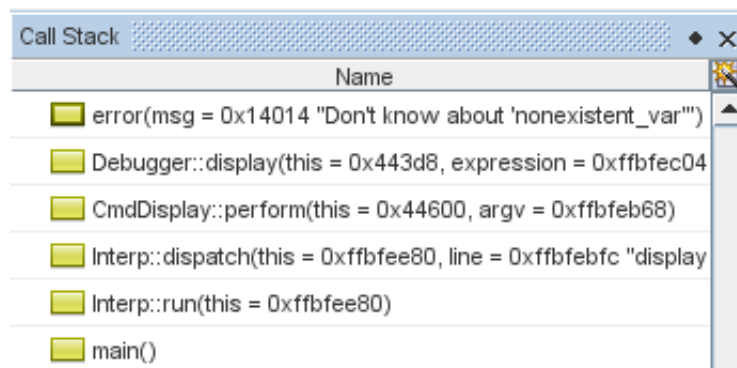 Call Stack
Name
error(msg = 0x14014 "Don't know about 'nonexistent_var'")
Debugger::display(this = 0x443d8, expression = 0xffbfec04
CmdDisplay::perform(this = 0x44600, argv = 0xffbfeb68)
Interp::dispatch(this = 0xffbfee80, line = 0xffbfebfc "display
Interp::run(this = 0xffbfee80)
main()